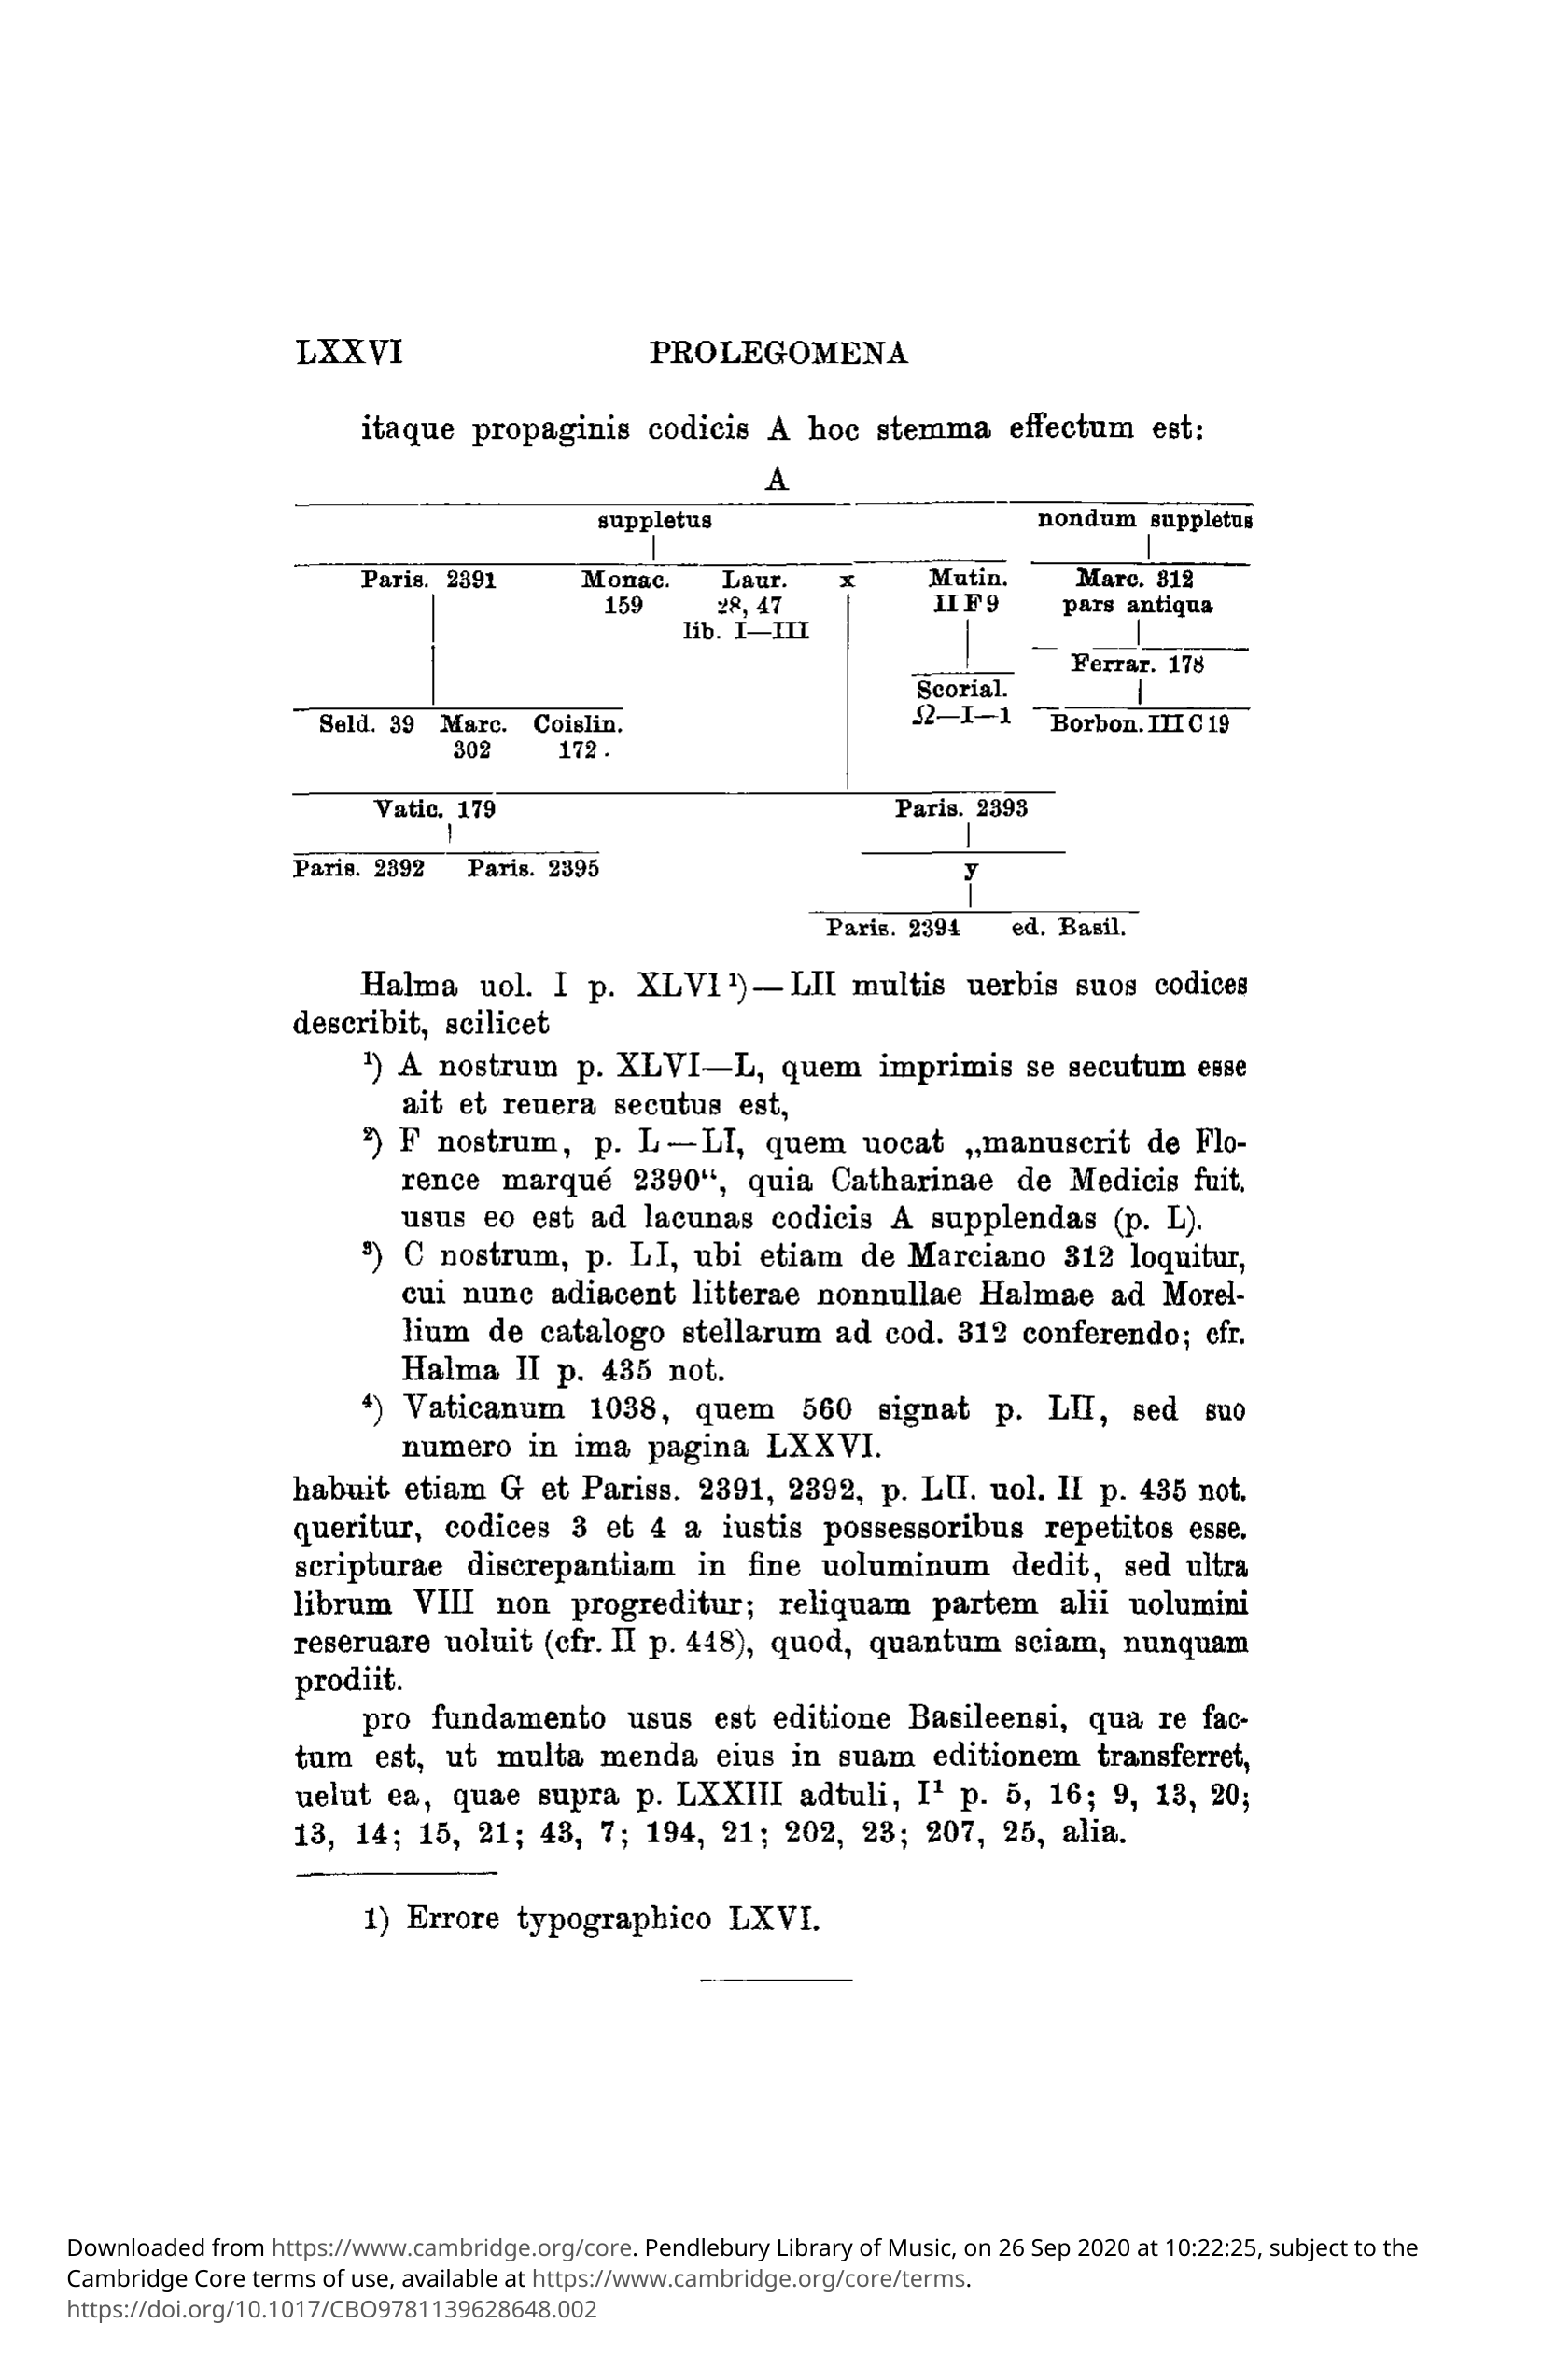 LXXVI PROLEGOMENA
itaque propaginis codicis A hoc stemma effectum est:
A
suppletus nondum suppletus
Paris. 2391 Monac. Laur. x Mutin. Marc. 312
159 28, 47 II F 9 pars antiqua
lib. I—III
Ferrar. 178
Scorial.
Seld. 39 Marc. Coislin. Ω—I—1 Borbon. III C 19
302 172.
Vatic. 179 Paris. 2393
Paris. 2392 Paris. 2395 y
Paris. 2394 ed. Basil.
Halma uol. I p. XLVI ¹)—LII multis uerbis suos codices
describit, scilicet
¹) A nostrum p. XLVI—L, quem imprimis se secutum esse
ait et reuera secutus est,
²) F nostrum, p. L—LI, quem uocat „manuscrit de Flo-
rence marqué 2390“, quia Catharinae de Medicis fuit.
usus eo est ad lacunas codicis A supplendas (p. L).
³) C nostrum, p. LI, ubi etiam de Marciano 312 loquitur,
cui nunc adiacent litterae nonnullae Halmae ad Morel-
lium de catalogo stellarum ad cod. 312 conferendo; cfr.
Halma II p. 435 not.
⁴) Vaticanum 1038, quem 560 signat p. LII, sed suo
numero in ima pagina LXXVI.
habuit etiam G et Pariss. 2391, 2392, p. LII. uol. II p. 435 not.
queritur, codices 3 et 4 a iustis possessoribus repetitos esse.
scripturae discrepantiam in fine uoluminum dedit, sed ultra
librum VIII non progreditur; reliquam partem alii uolumini
reseruare uoluit (cfr. II p. 448), quod, quantum sciam, nunquam
prodiit.
pro fundamento usus est editione Basileensi, qua re fac-
tum est, ut multa menda eius in suam editionem transferret,
uelut ea, quae supra p. LXXIII adtuli, I¹ p. 5, 16; 9, 13, 20;
13, 14; 15, 21; 43, 7; 194, 21; 202, 23; 207, 25, alia.
1) Errore typographico LXVI.
Downloaded from https://www.cambridge.org/core. Pendlebury Library of Music, on 26 Sep 2020 at 10:22:25, subject to the
Cambridge Core terms of use, available at https://www.cambridge.org/core/terms.
https://doi.org/10.1017/CBO9781139628648.002